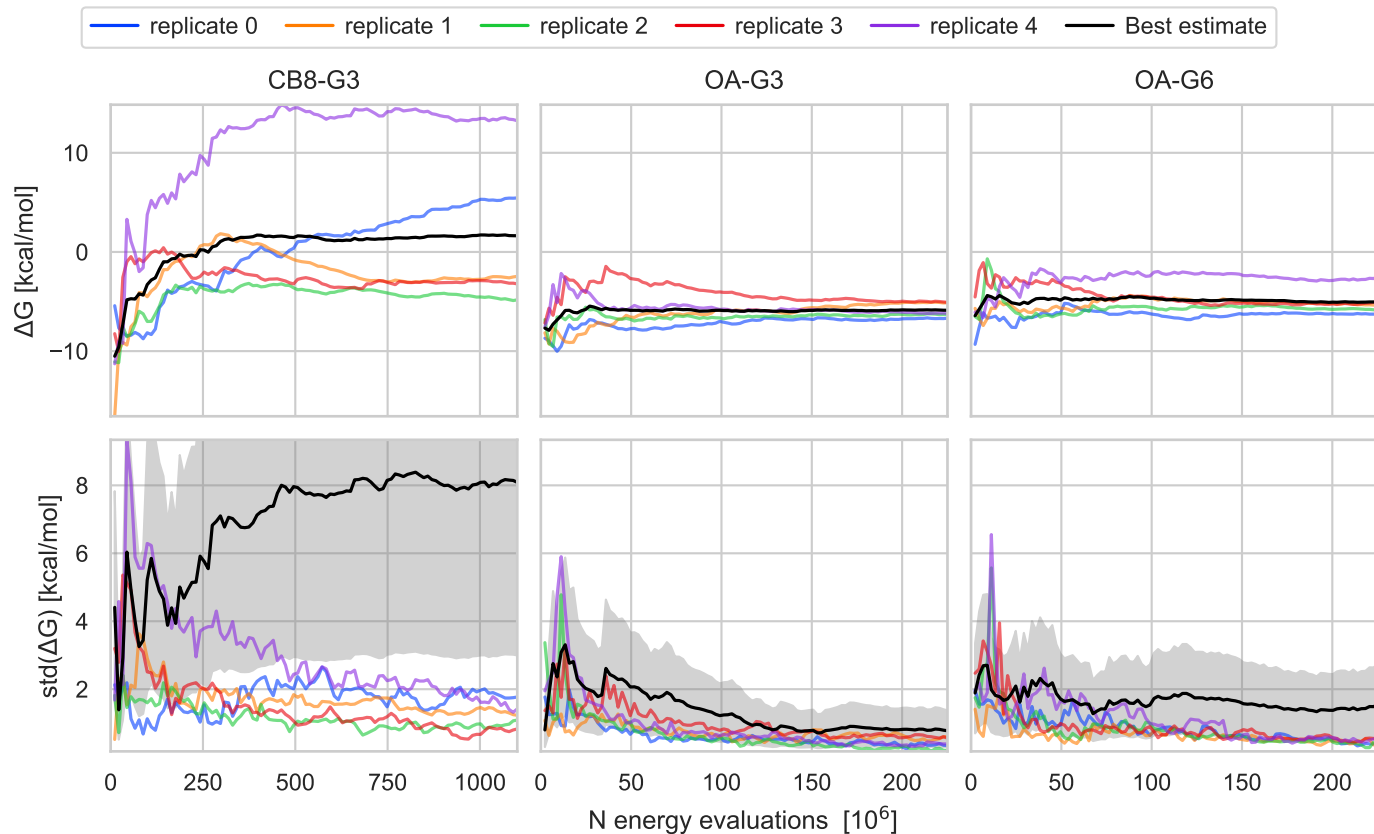 replicate 0 replicate 1 replicate 2 replicate 3 replicate 4 Best estimate
CB8-G3 OA-G3 OA-G6
ΔG [kcal/mol]
10
0
−10
std(ΔG) [kcal/mol]
8
6
4
2
0 250 500 750 1000 0 50 100 150 200 0 50 100 150 200
N energy evaluations [10⁶]